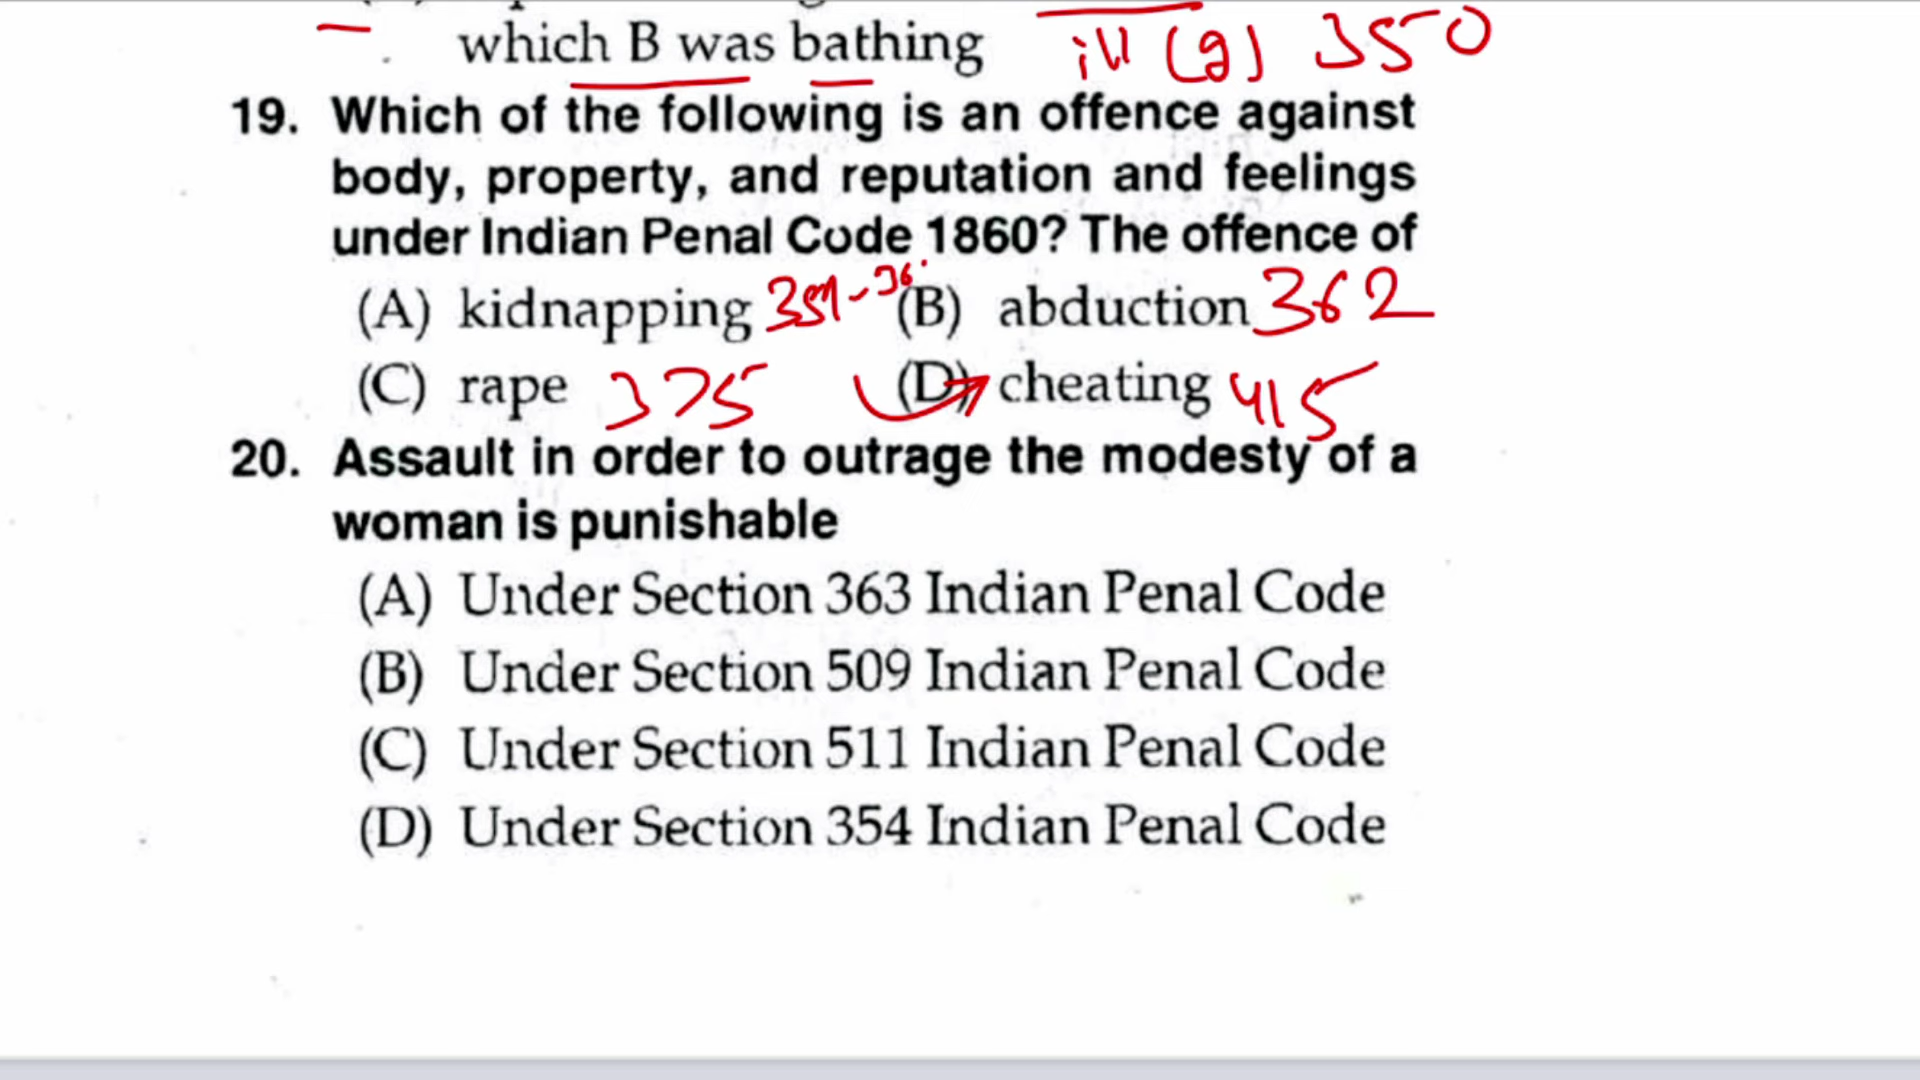 which B was bathing ill (g) 350
19. Which of the following is an offence against
body, property, and reputation and feelings
under Indian Penal Code 1860? The offence of
(A) kidnapping (B) abduction 362
(C) rape 375 (D) cheating 415
20. Assault in order to outrage the modesty of a
woman is punishable
(A) Under Section 363 Indian Penal Code
(B) Under Section 509 Indian Penal Code
(C) Under Section 511 Indian Penal Code
(D) Under Section 354 Indian Penal Code